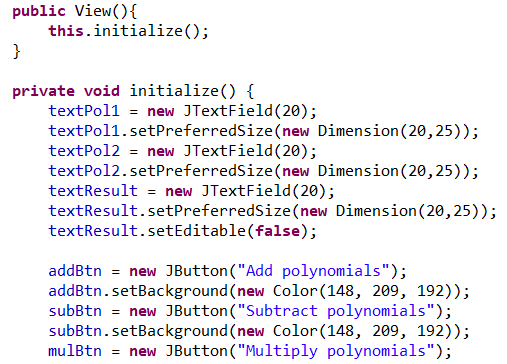 public View(){
    this.initialize();
}

private void initialize() {
    textPol1 = new JTextField(20);
    textPol1.setPreferredSize(new Dimension(20,25));
    textPol2 = new JTextField(20);
    textPol2.setPreferredSize(new Dimension(20,25));
    textResult = new JTextField(20);
    textResult.setPreferredSize(new Dimension(20,25));
    textResult.setEditable(false);

    addBtn = new JButton("Add polynomials");
    addBtn.setBackground(new Color(148, 209, 192));
    subBtn = new JButton("Subtract polynomials");
    subBtn.setBackground(new Color(148, 209, 192));
    mulBtn = new JButton("Multiply polynomials");